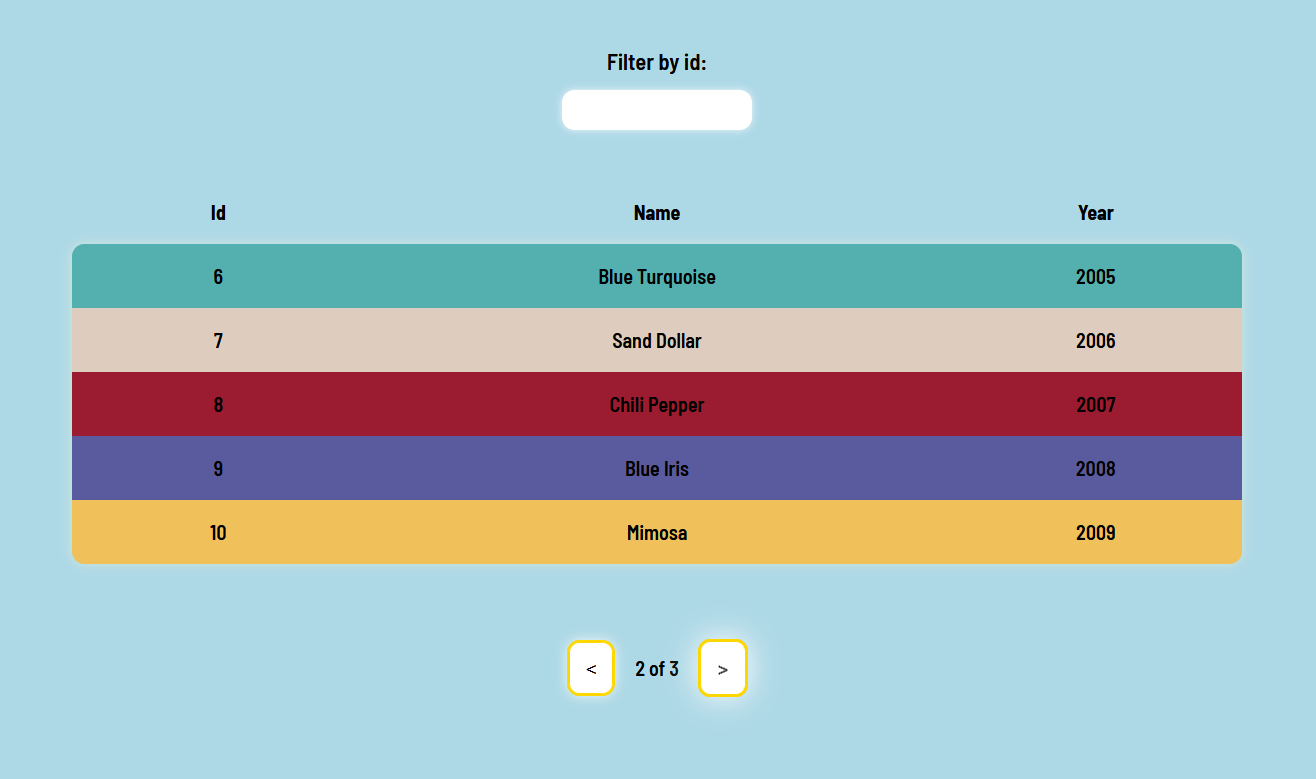 Filter by id:
Id Name Year
6 Blue Turquoise 2005
7 Sand Dollar 2006
8 Chili Pepper 2007
9 Blue Iris 2008
10 Mimosa 2009
< 2 of 3 >